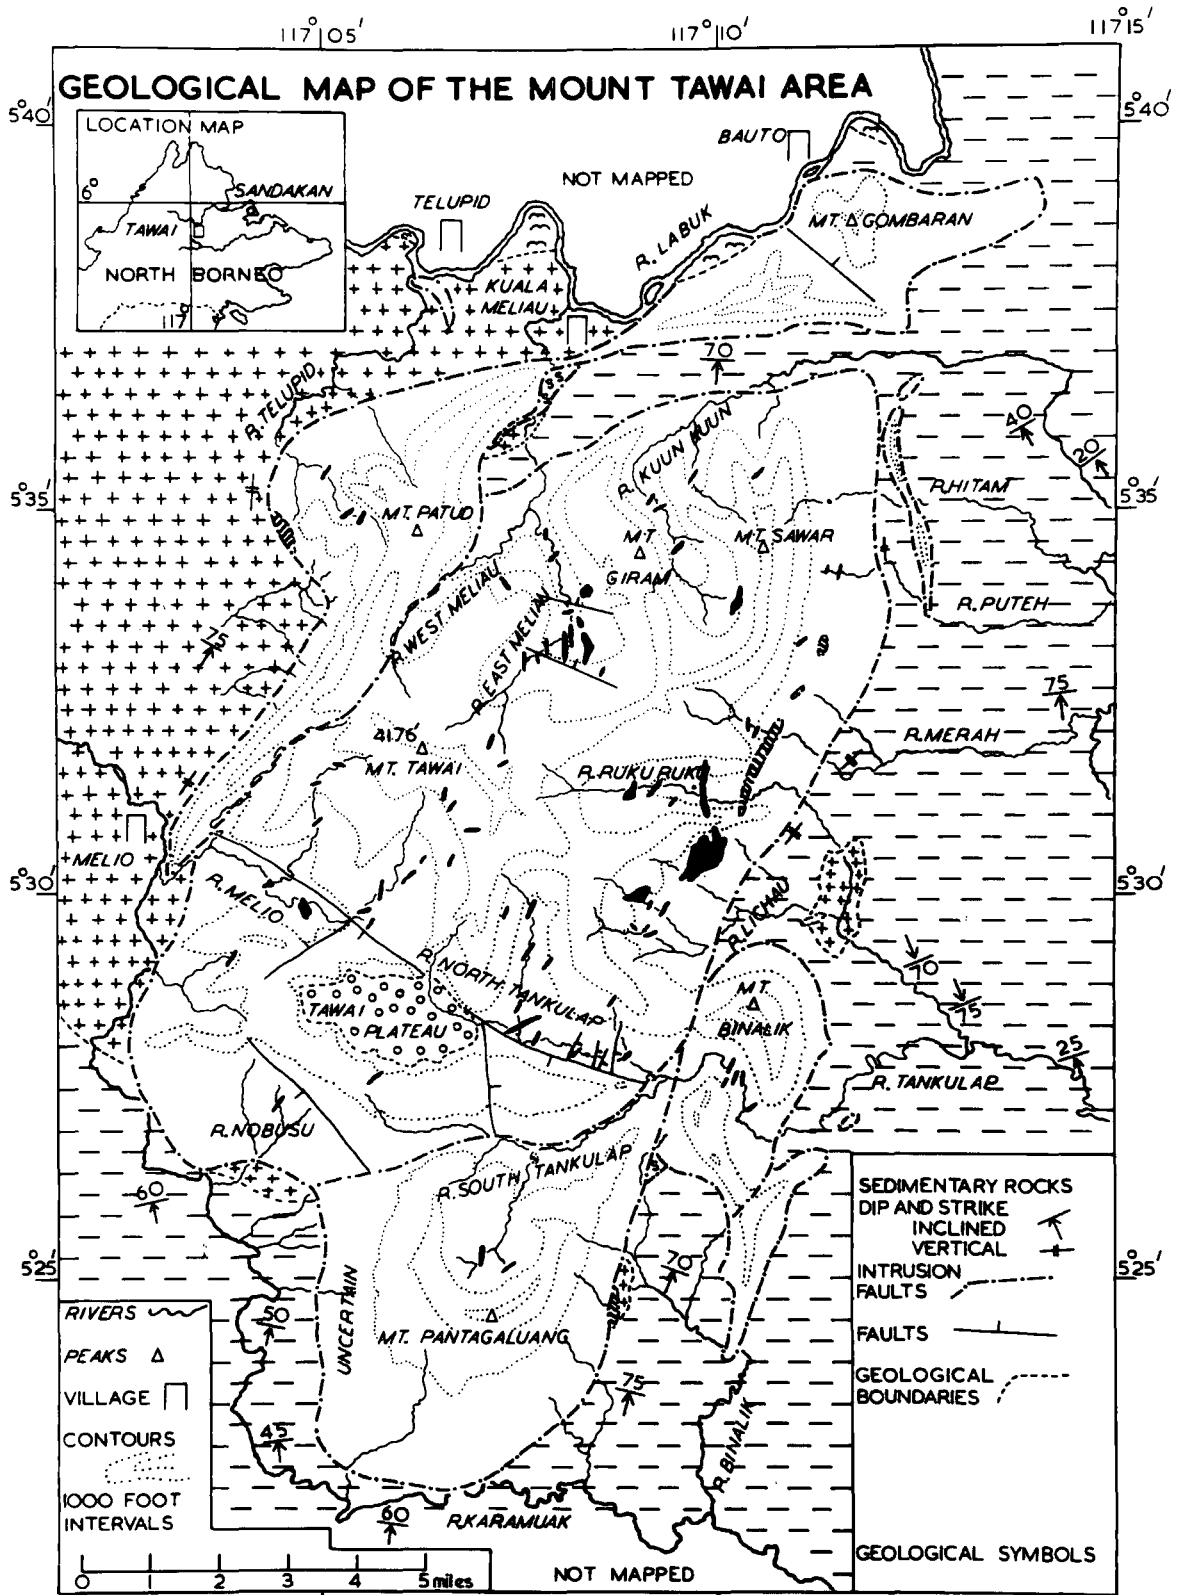 117° 05′
117° 10′
117° 15′
GEOLOGICAL MAP OF THE MOUNT TAWAI AREA
5° 40′
5° 40′
LOCATION MAP
6°
SANDAKAN
TAWAI
NORTH BORNEO
117°
BAUTO
NOT MAPPED
TELUPID
R. LABUK
MT. GOMBARAN
KUALA
MELIAU
R. TELUPID
70
40
20
R. KUUN KUUN
R.HITAM
5° 35′
5° 35′
MT. PATUD
MT
GIRAM
MT. SAWAR
R. PUTEH
R. WEST MELIAU
R. EAST MELIAN
75
75
R.MERAH
4176′
MT. TAWAI
R. RUKU RUKU
MELIO
5° 30′
5° 30′
R. MELIO
R. LICHAU
70
R. NORTH TANKULAP
MT.
BINALIK
75
TAWAI
PLATEAU
25
R. TANKULAP
R. NOBUSU
R. SOUTH TANKULAP
60
SEDIMENTARY ROCKS
DIP AND STRIKE
INCLINED
VERTICAL
5° 25′
5° 25′
70
INTRUSION
FAULTS
UNCERTAIN
RIVERS
50
MT. PANTAGALUANG
FAULTS
PEAKS
VILLAGE
75
GEOLOGICAL
BOUNDARIES
CONTOURS
45
R. BINALIK
1000 FOOT
INTERVALS
60
R.KARAMUAK
GEOLOGICAL SYMBOLS
NOT MAPPED
0 1 2 3 4 5 miles